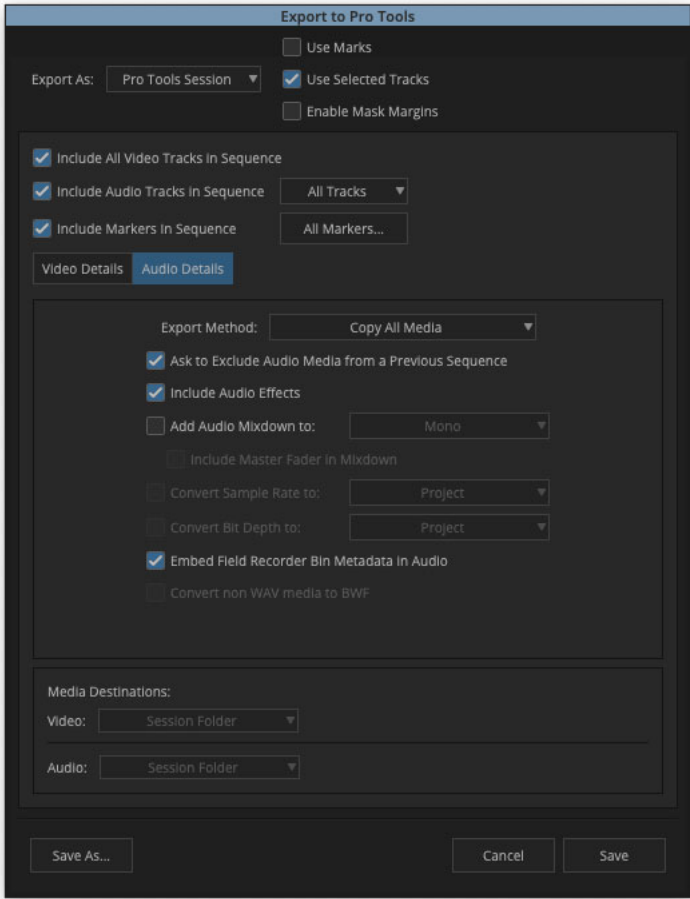 Export to Pro Tools
Use Marks
Export As: Pro Tools Session Use Selected Tracks
Enable Mask Margins
Include All Video Tracks in Sequence
Include Audio Tracks in Sequence All Tracks
Include Markers In Sequence All Markers...
Video Details Audio Details
Export Method: Copy All Media
Ask to Exclude Audio Media from a Previous Sequence
Include Audio Effects
Add Audio Mixdown to: Mono
Include Master Fader in Mixdown
Convert Sample Rate to: Project
Convert Bit Depth to: Project
Embed Field Recorder Bin Metadata in Audio
Convert non WAV media to BWF
Media Destinations:
Video: Session Folder
Audio: Session Folder
Save As... Cancel Save